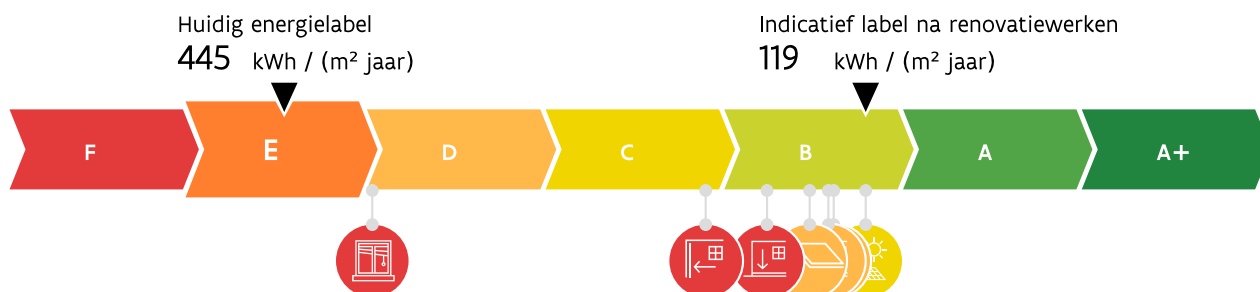 Huidig energielabel
445 kWh / (m² jaar)
Indicatief label na renovatiewerken
119 kWh / (m² jaar)
F E D C B A A+